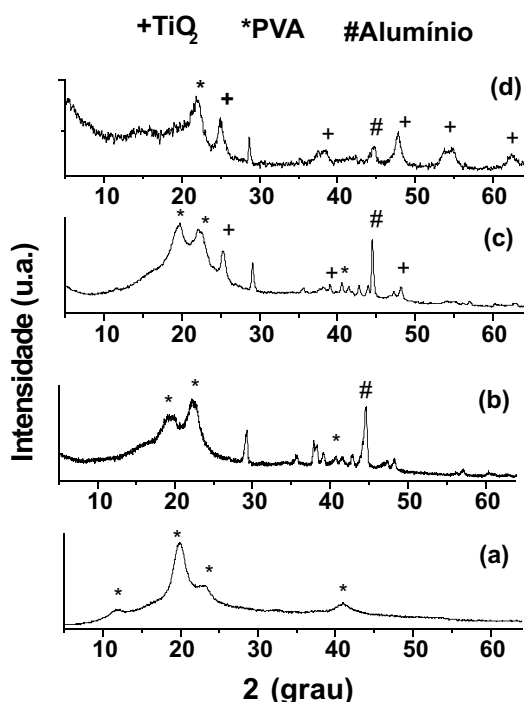 +TiO2 *PVA #Alumínio
(d)
* + + # + + +
10 20 30 40 50 60
(c)
* * + + * # +
10 20 30 40 50 60
(b)
* * * #
10 20 30 40 50 60
(a)
* * * *
10 20 30 40 50 60
Intensidade (u.a.)
2 (grau)